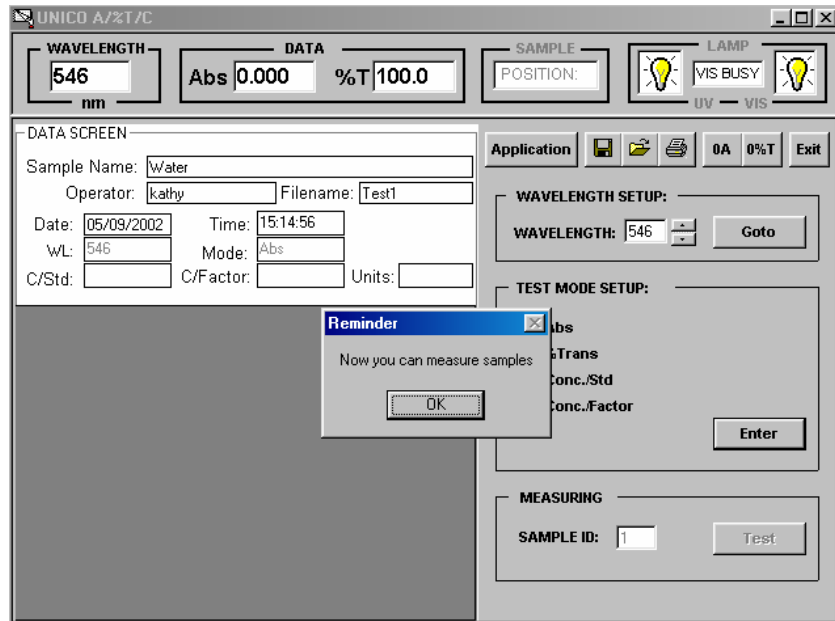 UNICO A/%T/C
WAVELENGTH
546
nm
DATA
Abs 0.000 %T 100.0
SAMPLE
POSITION:
LAMP
VIS BUSY
UV VIS
DATA SCREEN
Sample Name: Water
Operator: kathy Filename: Test1
Date: 05/09/2002 Time: 15:14:56
WL: 546 Mode: Abs
C/Std: C/Factor: Units:
Application 0A 0%T Exit
WAVELENGTH SETUP:
WAVELENGTH: 546 Goto
TEST MODE SETUP:
Abs
%Trans
Conc./Std
Conc./Factor
Enter
Reminder
Now you can measure samples
OK
MEASURING
SAMPLE ID: 1 Test